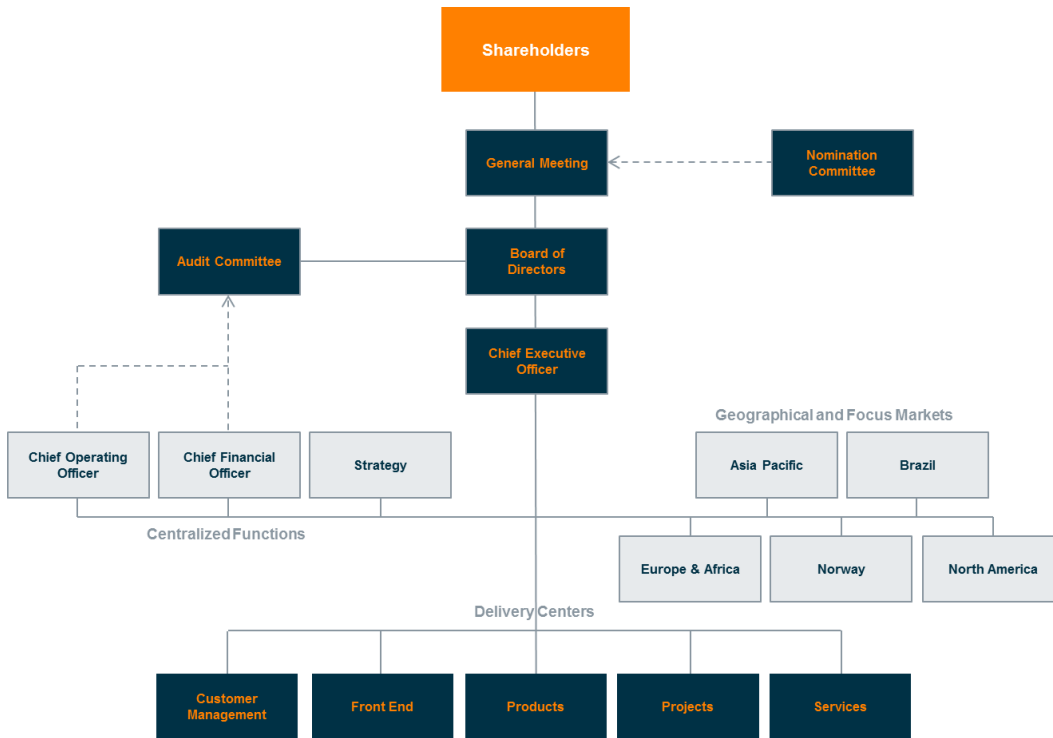 Shareholders
General Meeting
Nomination
Committee
Audit Committee
Board of
Directors
Chief Executive
Officer
Geographical and Focus Markets
Chief Operating
Officer
Chief Financial
Officer
Strategy
Asia Pacific
Brazil
Centralized Functions
Europe & Africa
Norway
North America
Delivery Centers
Customer
Management
Front End
Products
Projects
Services